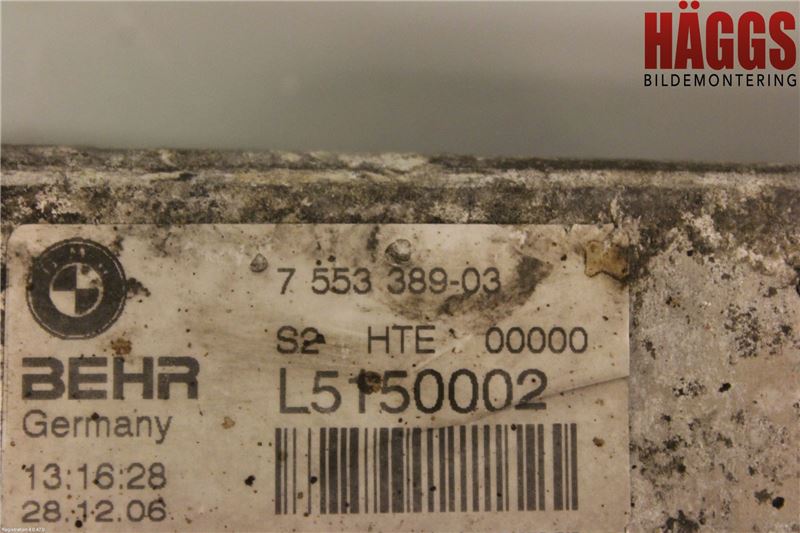 HÄGGS
BILDEMONTERING
7 553 389-03
S2 HTE 00000
BEHR
L5150002
Germany
13:16:28
28.12.06